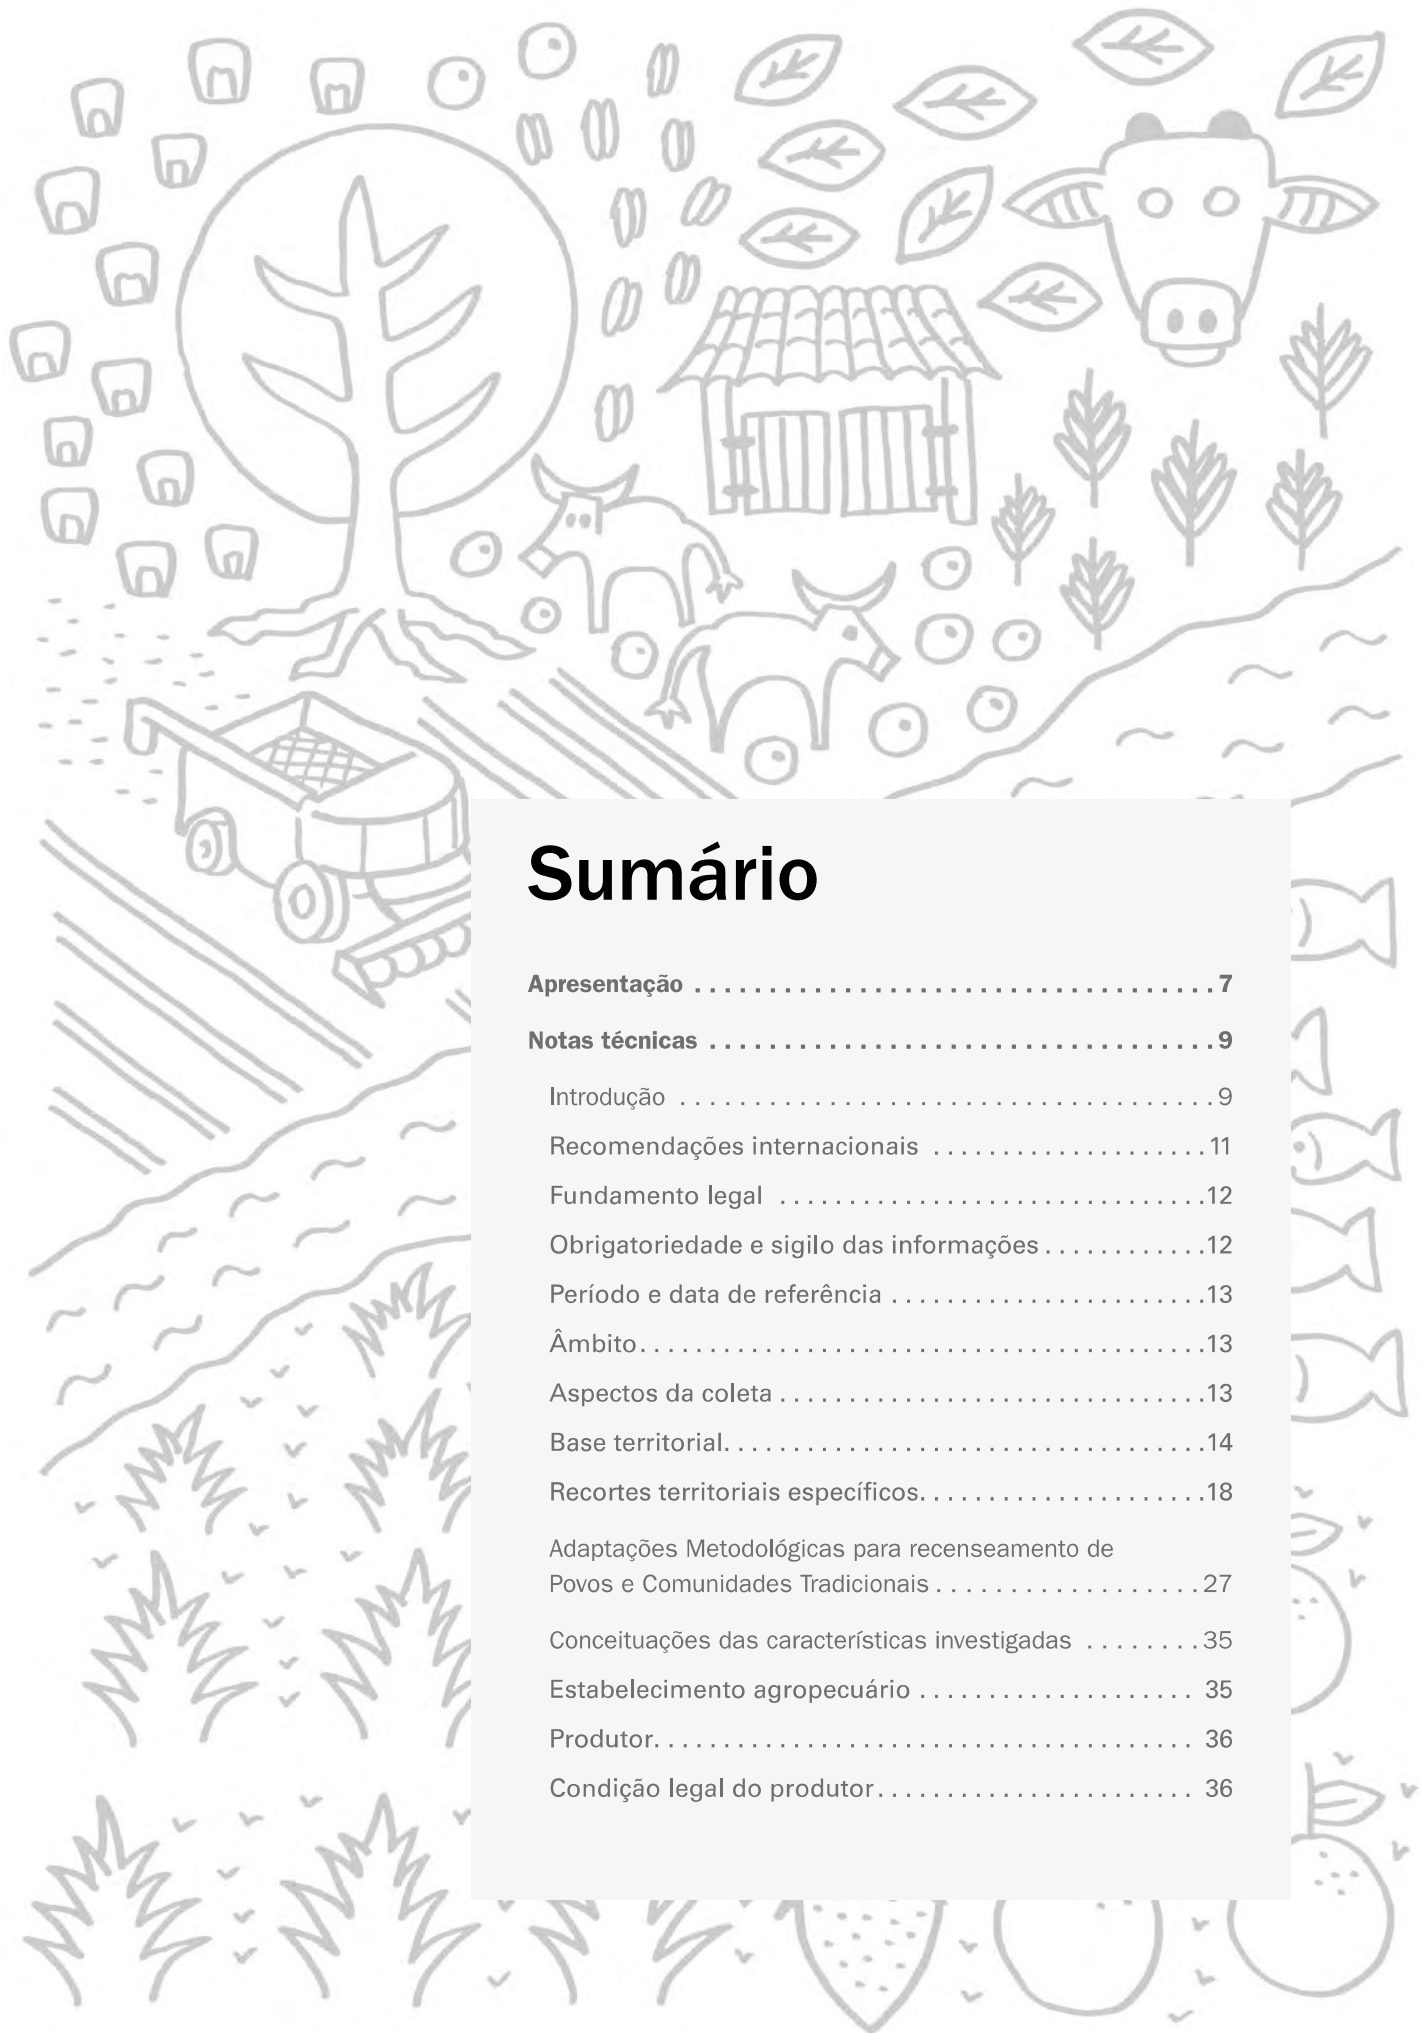 Sumário
Apresentação . . . . . . . . . . . . . . . . . . . . . . . . . . . . . . . . . . . 7
Notas técnicas . . . . . . . . . . . . . . . . . . . . . . . . . . . . . . . . . . 9
Introdução . . . . . . . . . . . . . . . . . . . . . . . . . . . . . . . . . . . . 9
Recomendações internacionais . . . . . . . . . . . . . . . . . . . . 11
Fundamento legal . . . . . . . . . . . . . . . . . . . . . . . . . . . . . . . 12
Obrigatoriedade e sigilo das informações . . . . . . . . . . . . 12
Período e data de referência . . . . . . . . . . . . . . . . . . . . . . . 13
Âmbito. . . . . . . . . . . . . . . . . . . . . . . . . . . . . . . . . . . . . . . . . 13
Aspectos da coleta . . . . . . . . . . . . . . . . . . . . . . . . . . . . . . . 13
Base territorial. . . . . . . . . . . . . . . . . . . . . . . . . . . . . . . . . . . 14
Recortes territoriais específicos. . . . . . . . . . . . . . . . . . . . . 18
Adaptações Metodológicas para recenseamento de
Povos e Comunidades Tradicionais . . . . . . . . . . . . . . . . . . 27
Conceituações das características investigadas . . . . . . . . 35
Estabelecimento agropecuário . . . . . . . . . . . . . . . . . . . . 35
Produtor. . . . . . . . . . . . . . . . . . . . . . . . . . . . . . . . . . . . . . . 36
Condição legal do produtor . . . . . . . . . . . . . . . . . . . . . . . 36